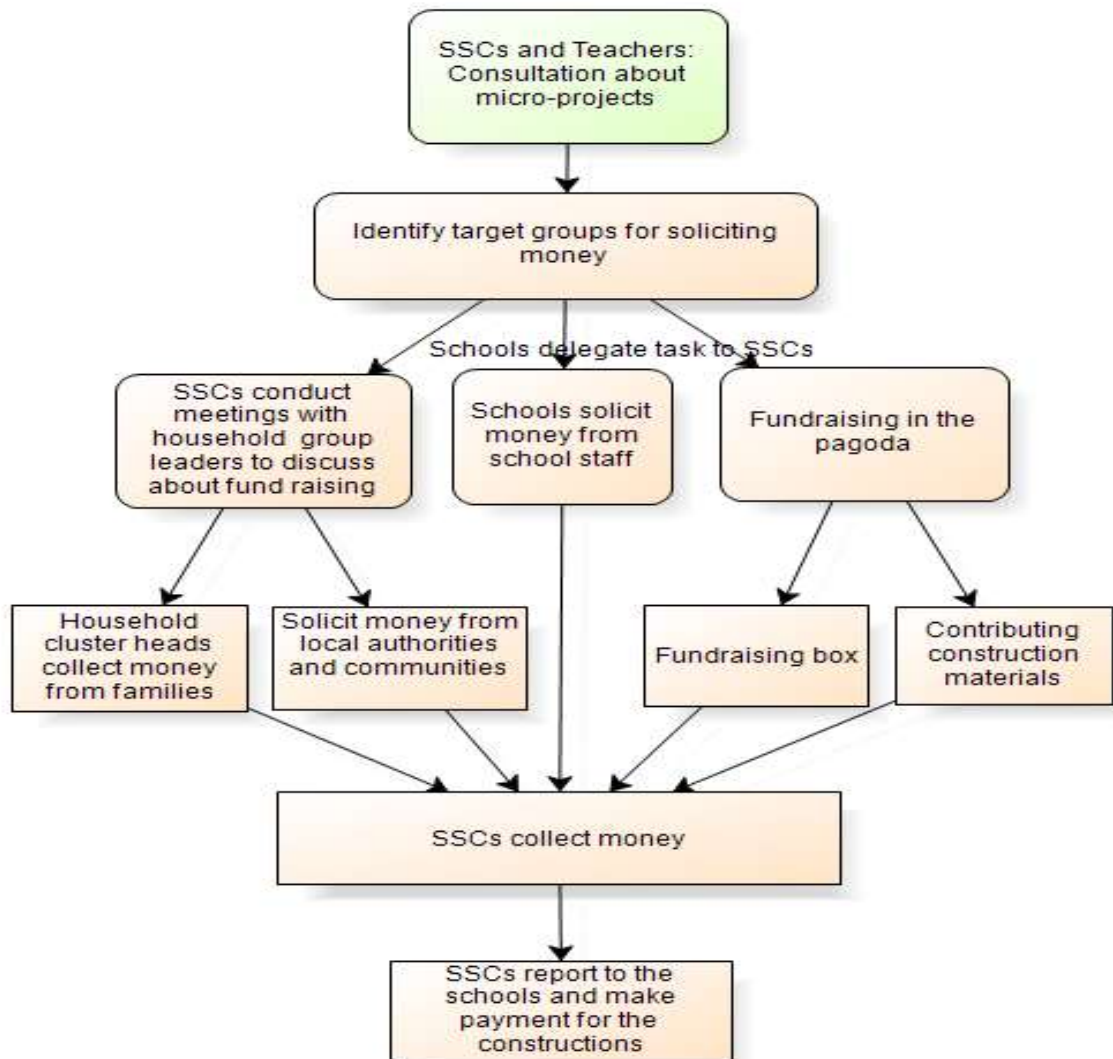 SSCs and Teachers:
Consultation about
micro-projects
Identify target groups for soliciting
money
Schools delegate task to SSCs
SSCs conduct
meetings with
household group
leaders to discuss
about fund raising
Schools solicit
money from
school staff
Fundraising in the
pagoda
Household
cluster heads
collect money
from families
Solicit money from
local authorities
and communities
Fundraising box
Contributing
construction
materials
SSCs collect money
SSCs report to the
schools and make
payment for the
constructions